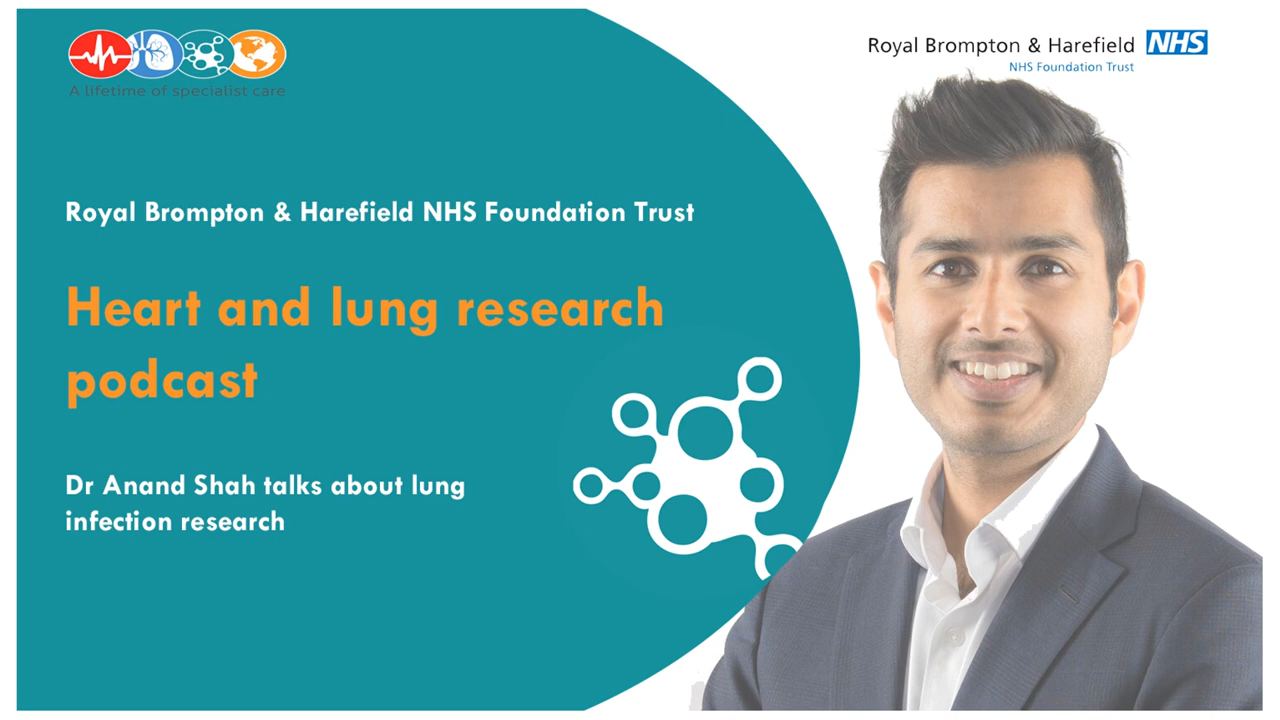 A lifetime of specialist care
Royal Brompton & Harefield NHS
NHS Foundation Trust
Royal Brompton & Harefield NHS Foundation Trust
Heart and lung research
podcast
Dr Anand Shah talks about lung
infection research